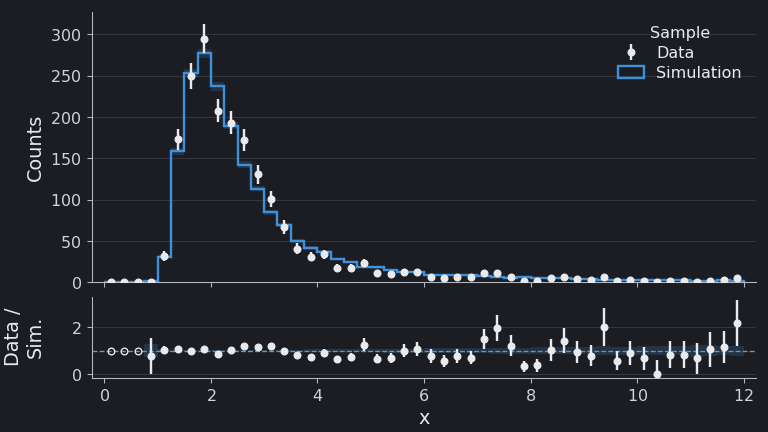 Sample
Data
Simulation
Counts
300
250
200
150
100
50
0
Data /
Sim.
2
0
0 2 4 6 8 10 12
x